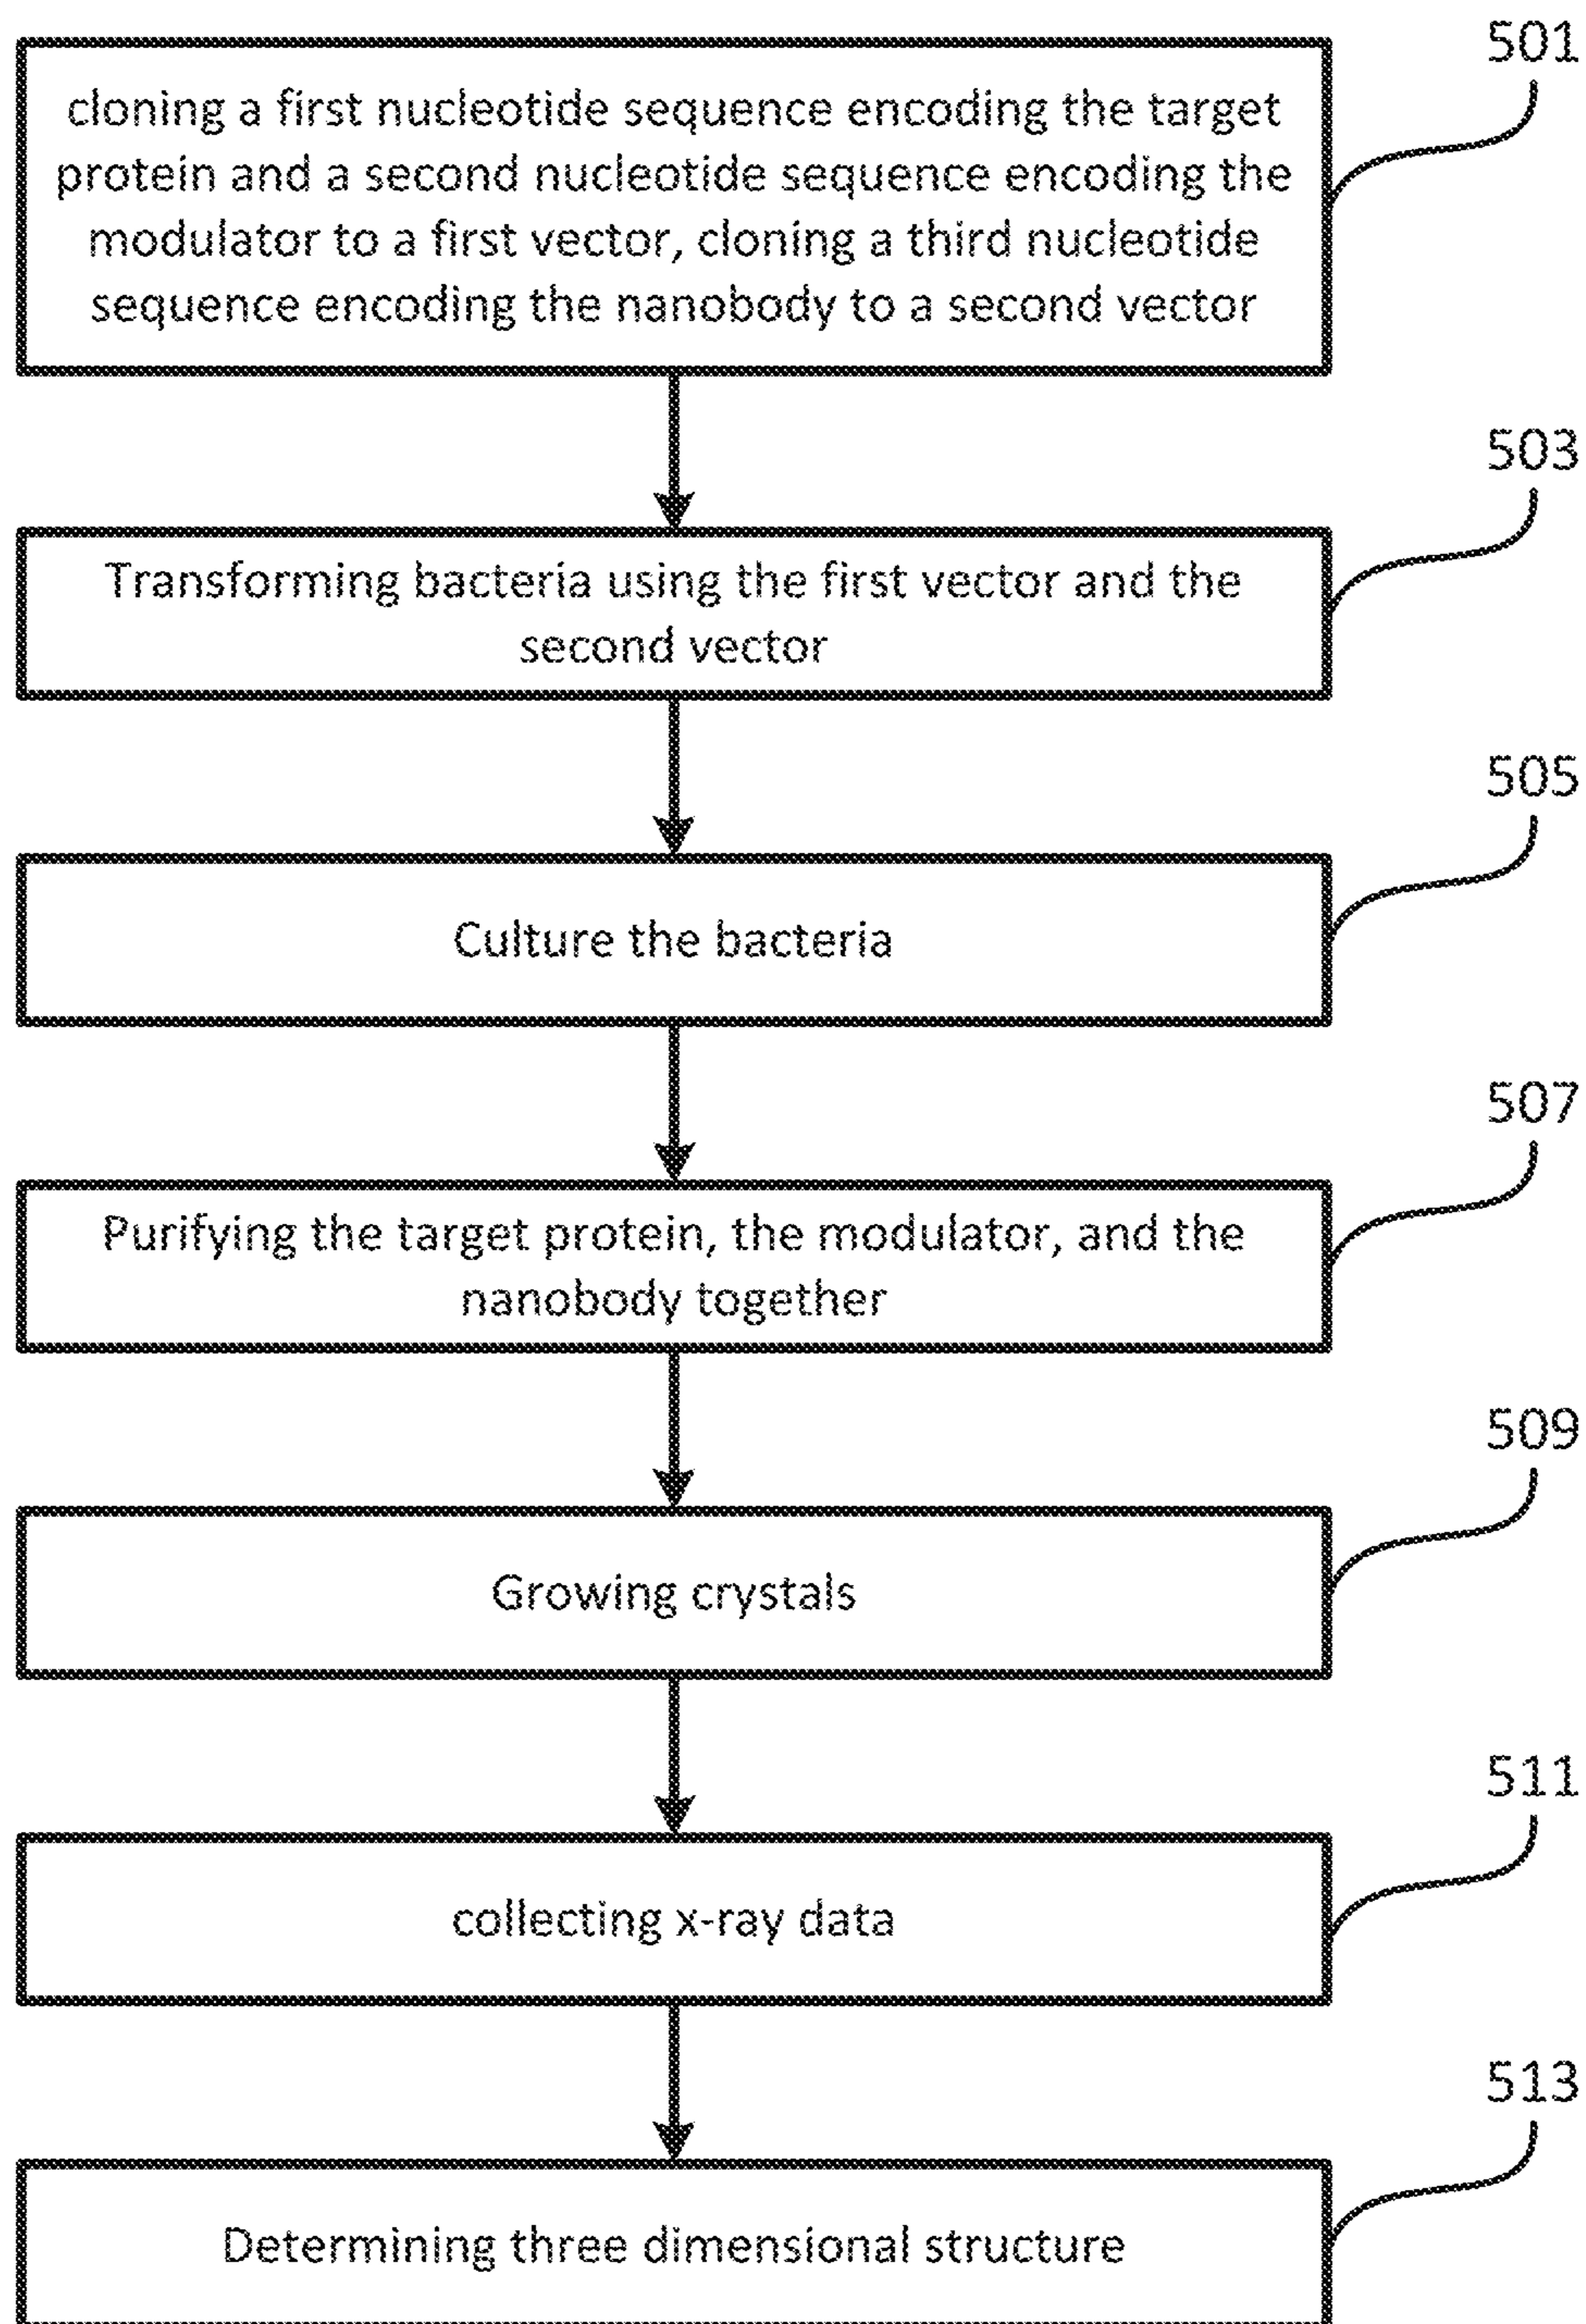 501
cloning a first nucleotide sequence encoding the target
protein and a second nucleotide sequence encoding the
modulator to a first vector, cloning a third nucleotide
sequence encoding the nanobody to a second vector
503
Transforming bacteria using the first vector and the
second vector
505
Culture the bacteria
507
Purifying the target protein, the modulator, and the
nanobody together
509
Growing crystals
511
collecting x-ray data
513
Determining three dimensional structure